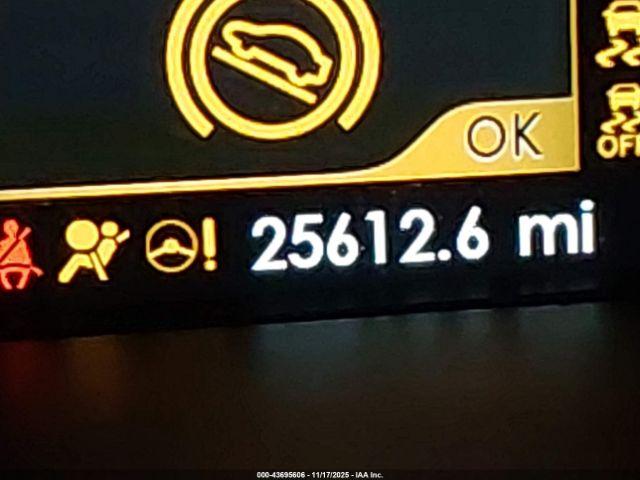 OK
OFF
25612.6 mi
000-43695606 - 11/17/2025 - IAA Inc.